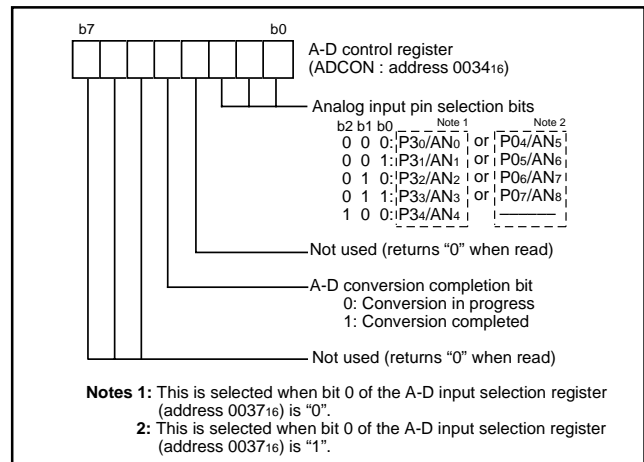 b7 b0
A-D control register
(ADCON : address 0034₁₆)
Analog input pin selection bits
b2 b1 b0 Note 1 Note 2
0 0 0: P3₀/AN₀ or P0₄/AN₅
0 0 1: P3₁/AN₁ or P0₅/AN₆
0 1 0: P3₂/AN₂ or P0₆/AN₇
0 1 1: P3₃/AN₃ or P0₇/AN₈
1 0 0: P3₄/AN₄ ———
Not used (returns “0” when read)
A-D conversion completion bit
0: Conversion in progress
1: Conversion completed
Not used (returns “0” when read)
Notes 1: This is selected when bit 0 of the A-D input selection register
(address 0037₁₆) is “0”.
2: This is selected when bit 0 of the A-D input selection register
(address 0037₁₆) is “1”.